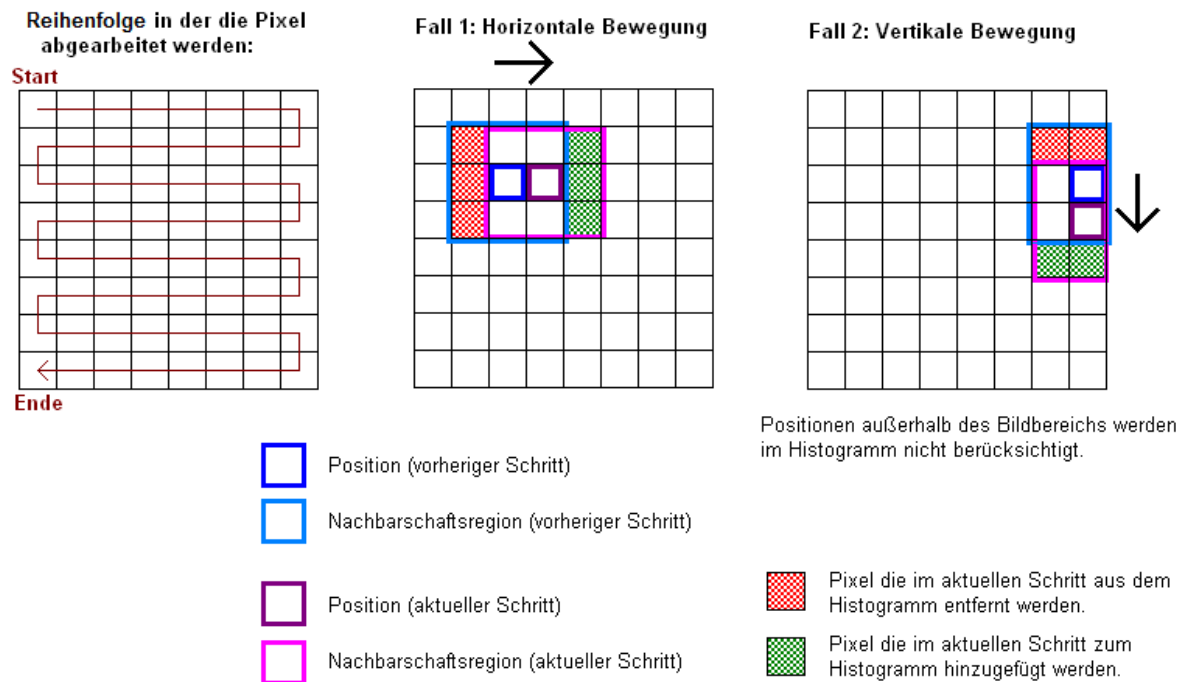 Reihenfolge in der die Pixel
abgearbeitet werden:
Start
Ende
Fall 1: Horizontale Bewegung
Fall 2: Vertikale Bewegung
Positionen außerhalb des Bildbereichs werden
im Histogramm nicht berücksichtigt.
Position (vorheriger Schritt)
Nachbarschaftsregion (vorheriger Schritt)
Position (aktueller Schritt)
Nachbarschaftsregion (aktueller Schritt)
Pixel die im aktuellen Schritt aus dem
Histogramm entfernt werden.
Pixel die im aktuellen Schritt zum
Histogramm hinzugefügt werden.